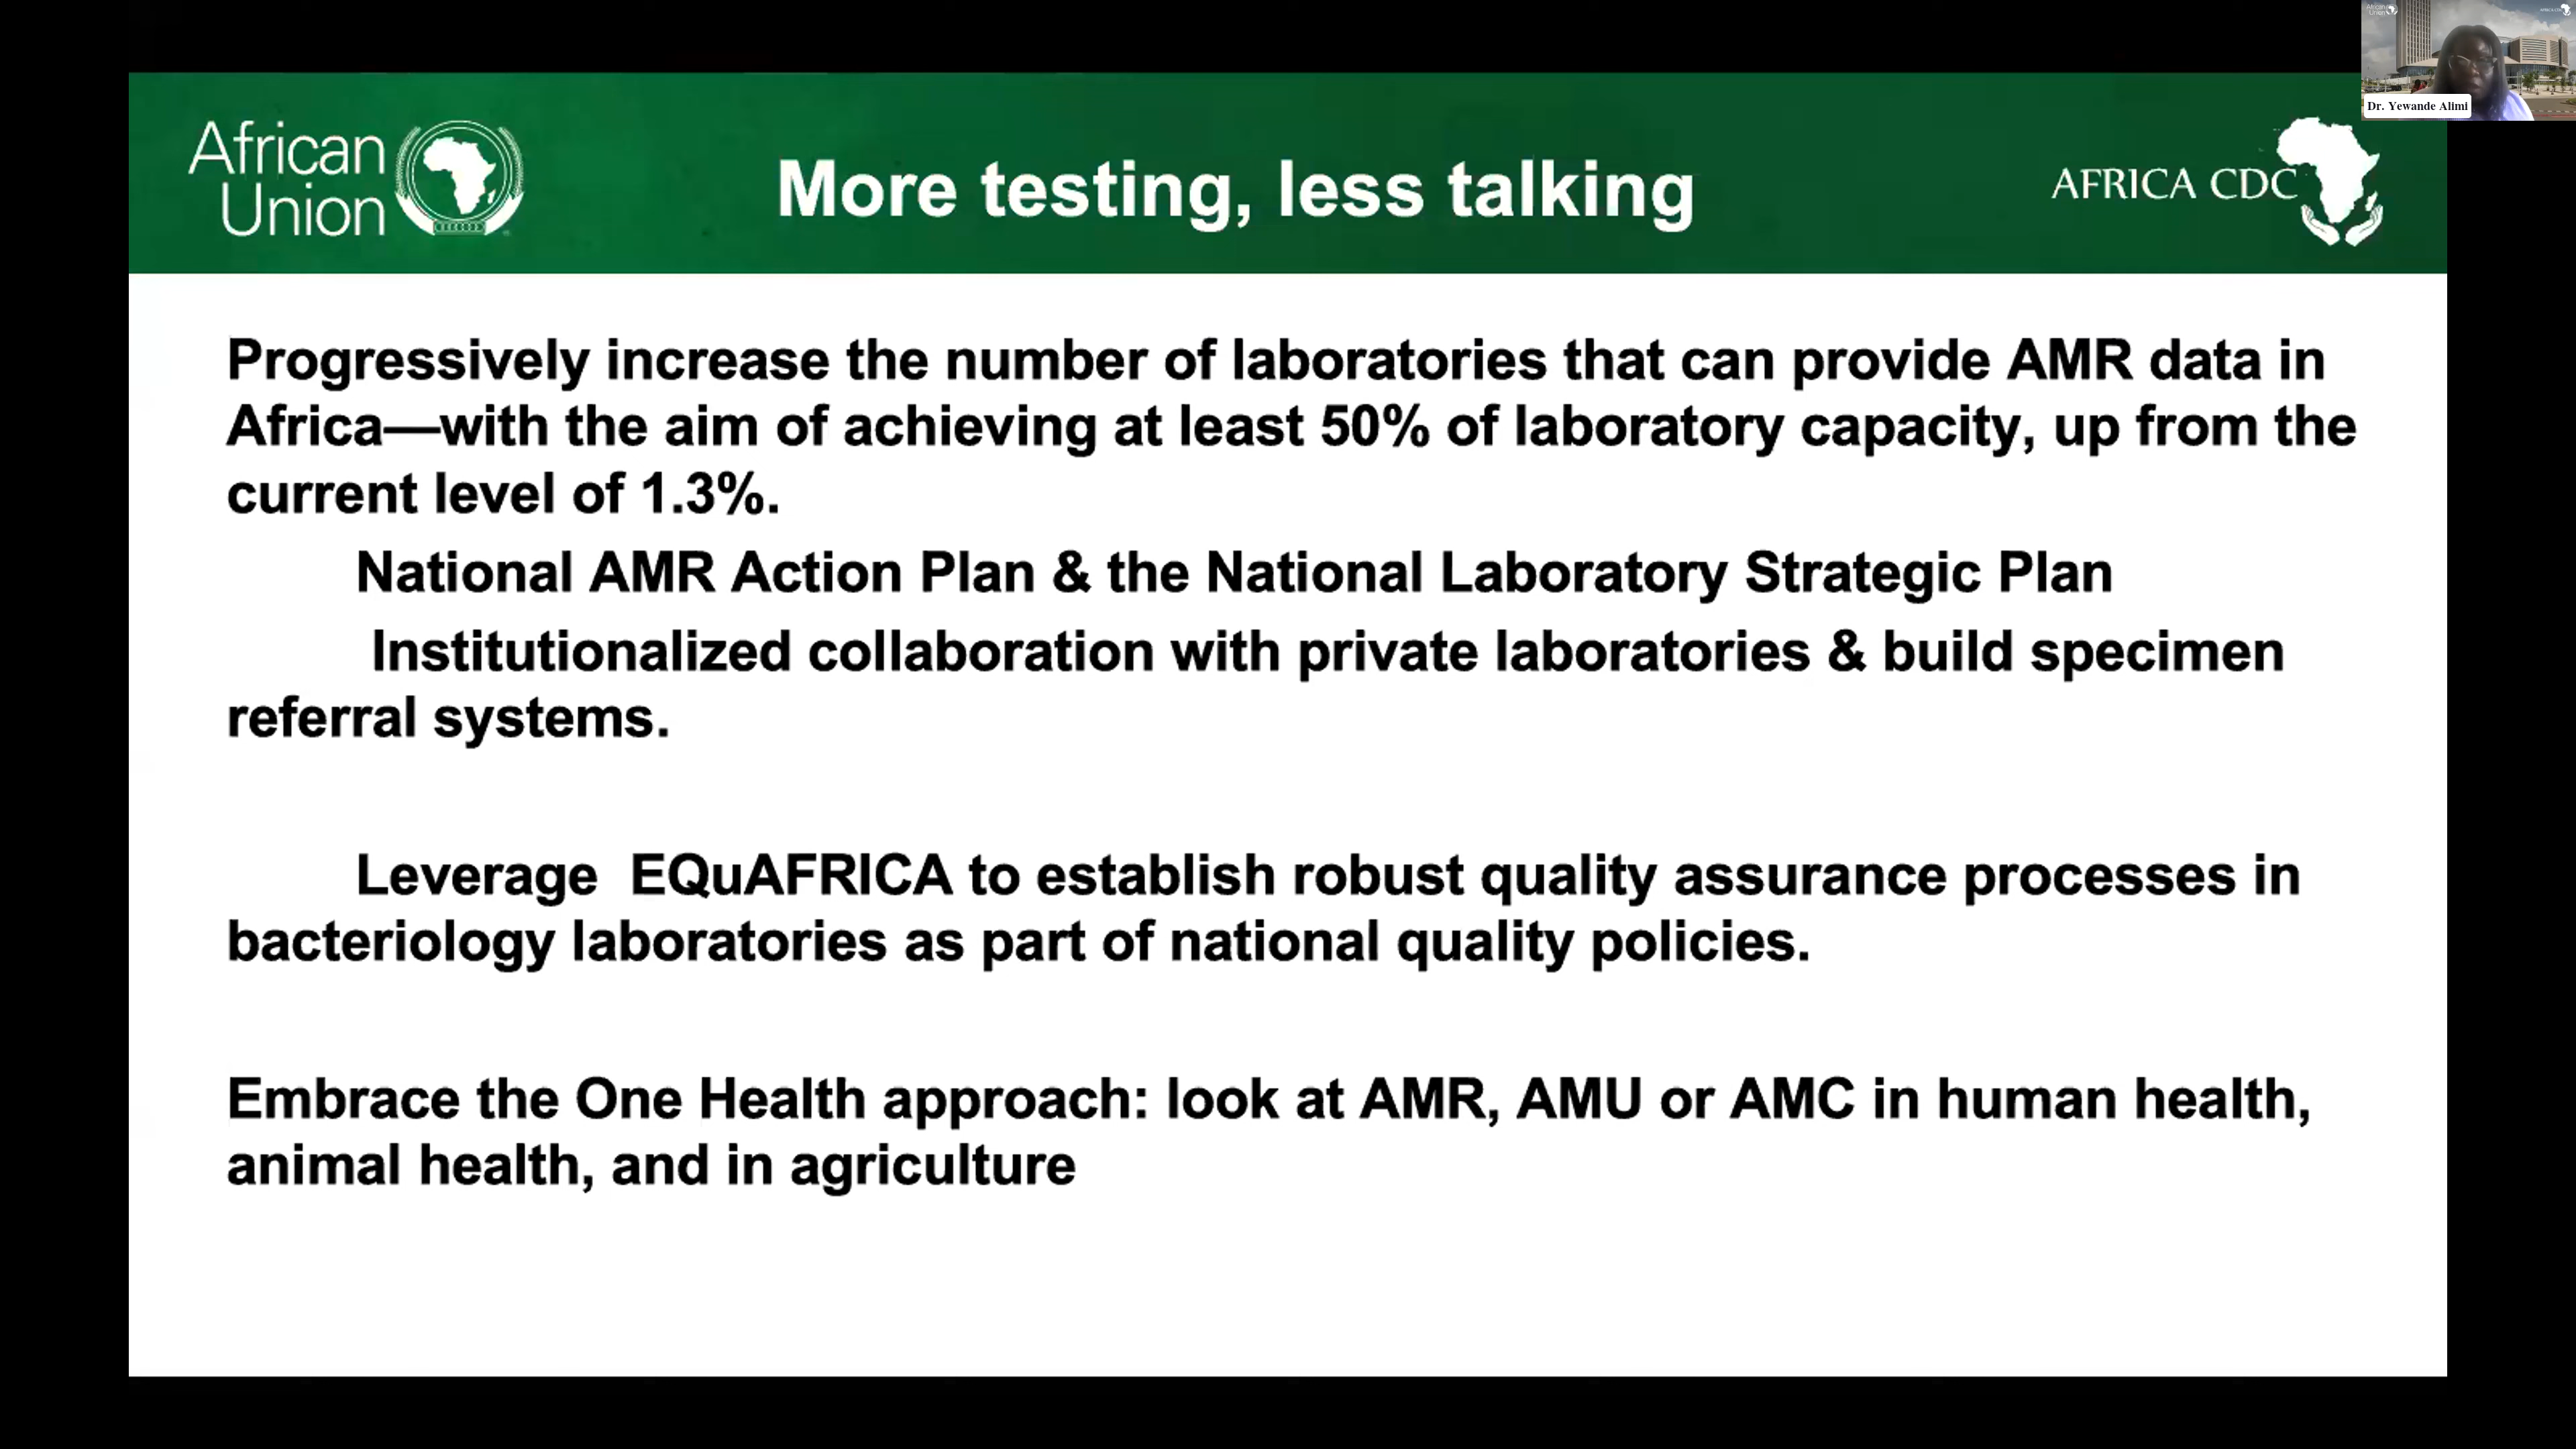 African
Union
More testing, less talking
AFRICA CDC
Dr. Yewande Alimi
Progressively increase the number of laboratories that can provide AMR data in
Africa—with the aim of achieving at least 50% of laboratory capacity, up from the
current level of 1.3%.
National AMR Action Plan & the National Laboratory Strategic Plan
Institutionalized collaboration with private laboratories & build specimen
referral systems.
Leverage EQuAFRICA to establish robust quality assurance processes in
bacteriology laboratories as part of national quality policies.
Embrace the One Health approach: look at AMR, AMU or AMC in human health,
animal health, and in agriculture